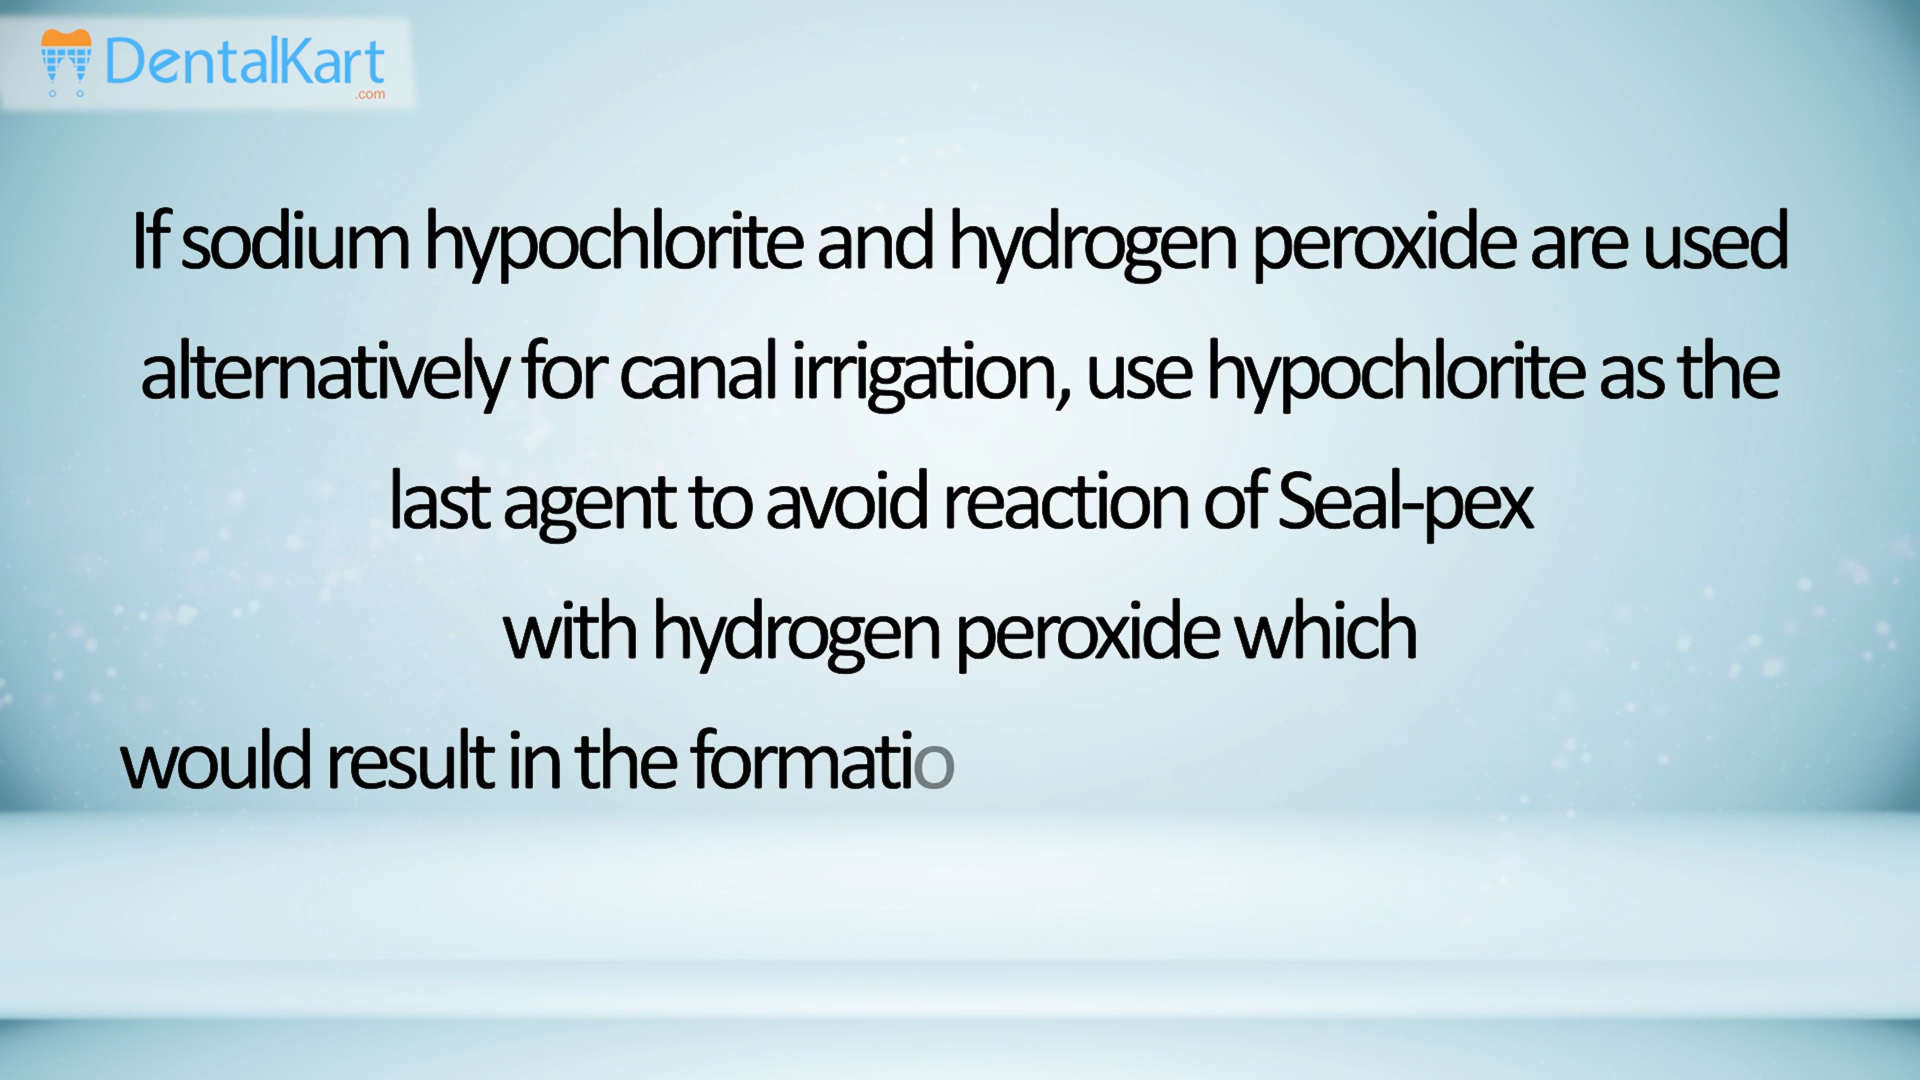 DentalKart
.com
If sodium hypochlorite and hydrogen peroxide are used
alternatively for canal irrigation, use hypochlorite as the
last agent to avoid reaction of Seal-pex
with hydrogen peroxide which
would result in the formatio